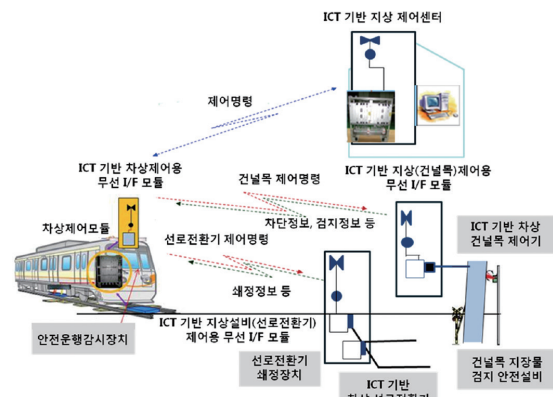 ICT 기반 지상 제어센터
제어명령
ICT 기반 차상제어용
무선 I/F 모듈
건널목 제어명령
ICT 기반 지상(건널목)제어용
무선 I/F 모듈
차상제어모듈
차단정보, 검지정보 등
선로전환기 제어명령
ICT 기반 차상
건널목 제어기
쇄정정보 등
안전운행감시장치
ICT 기반 지상설비(선로전환기)
제어용 무선 I/F 모듈
선로전환기
쇄정장치
건널목 지장물
검지 안전설비
ICT 기반
차상 선로전환기